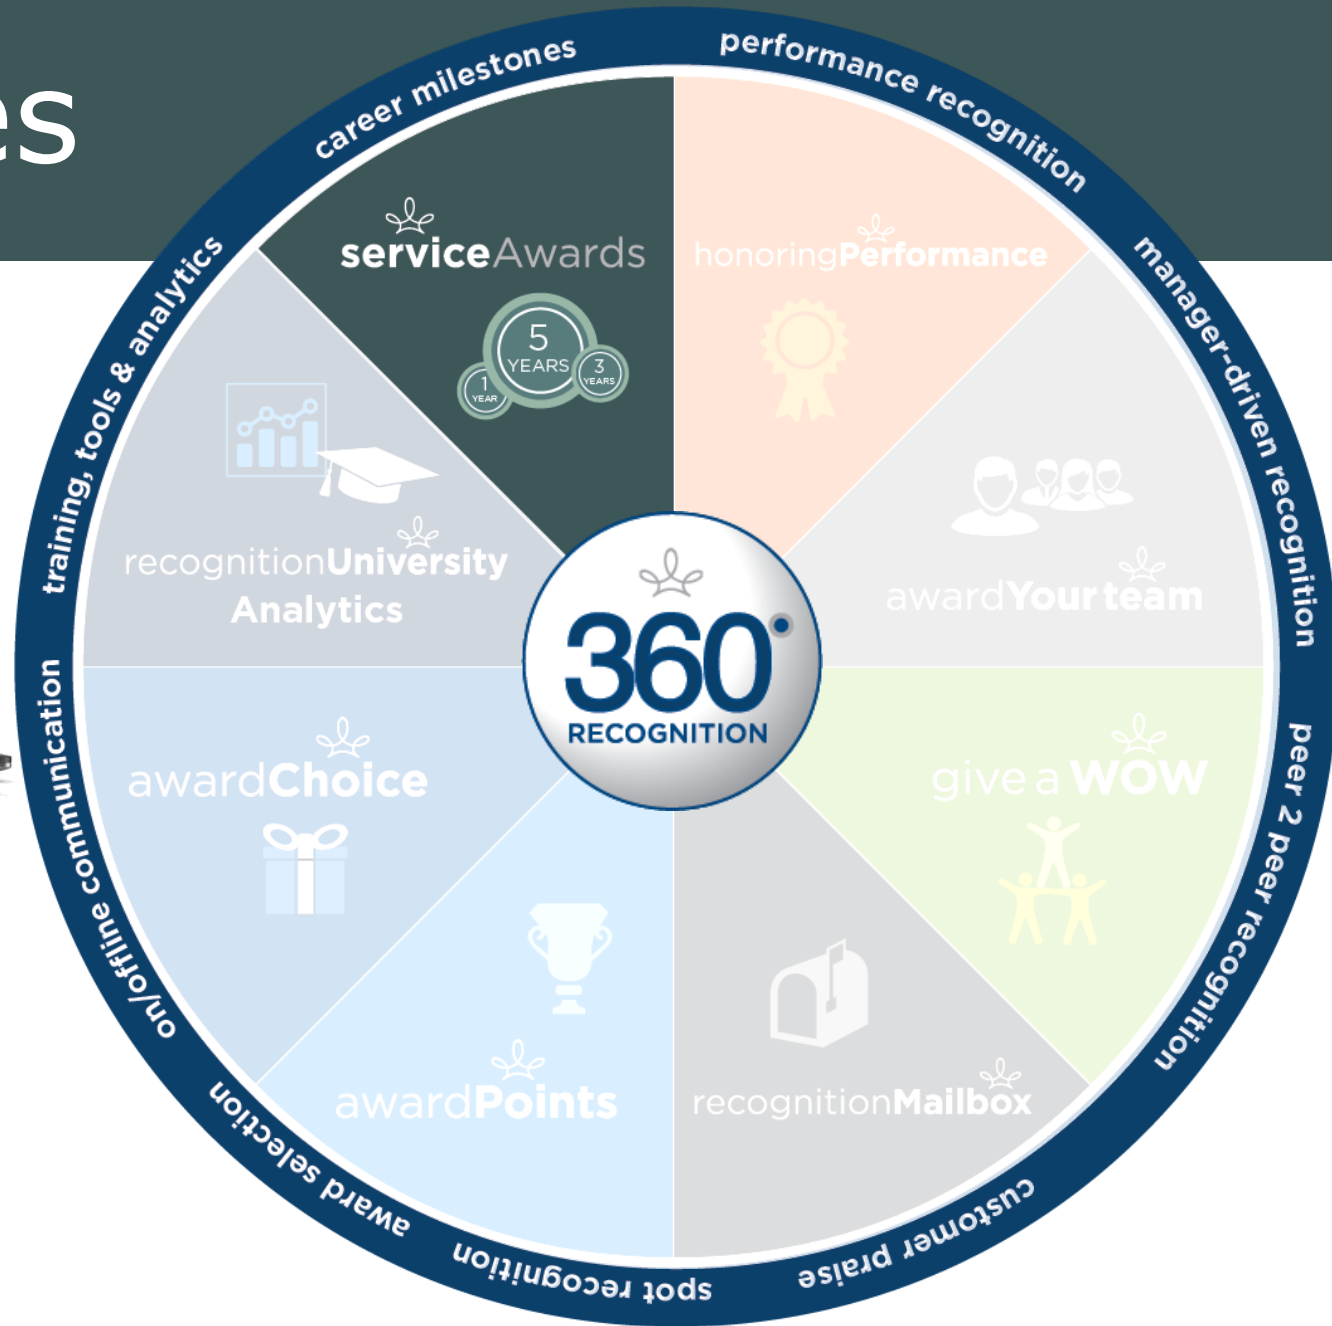 es
career milestones
performance recognition
manager-driven recognition
peer 2 peer recognition
customer praise
spot recognition
award selection
on/offline communication
training, tools & analytics
serviceAwards
5
YEARS
1
YEAR
3
YEARS
honoringPerformance
awardYourteam
give a WOW
recognitionMailbox
awardPoints
awardChoice
recognitionUniversity
Analytics
360°
RECOGNITION